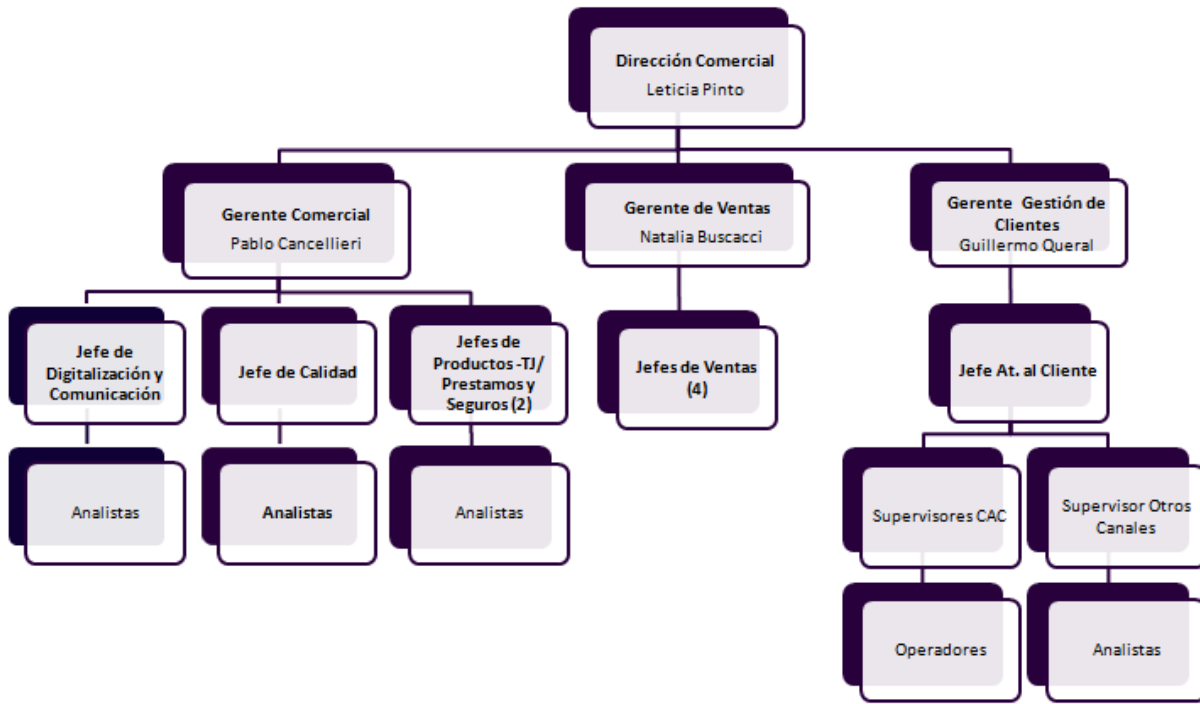 Dirección Comercial
Leticia Pinto
Gerente Comercial
Pablo Cancellieri
Gerente de Ventas
Natalia Buscacci
Gerente Gestión de
Clientes
Guillermo Queral
Jefe de
Digitalización y
Comunicación
Jefe de Calidad
Jefes de
Productos -TJ/
Prestamos y
Seguros (2)
Jefes de Ventas
(4)
Jefe At. al Cliente
Analistas
Analistas
Analistas
Supervisores CAC
Supervisor Otros
Canales
Operadores
Analistas